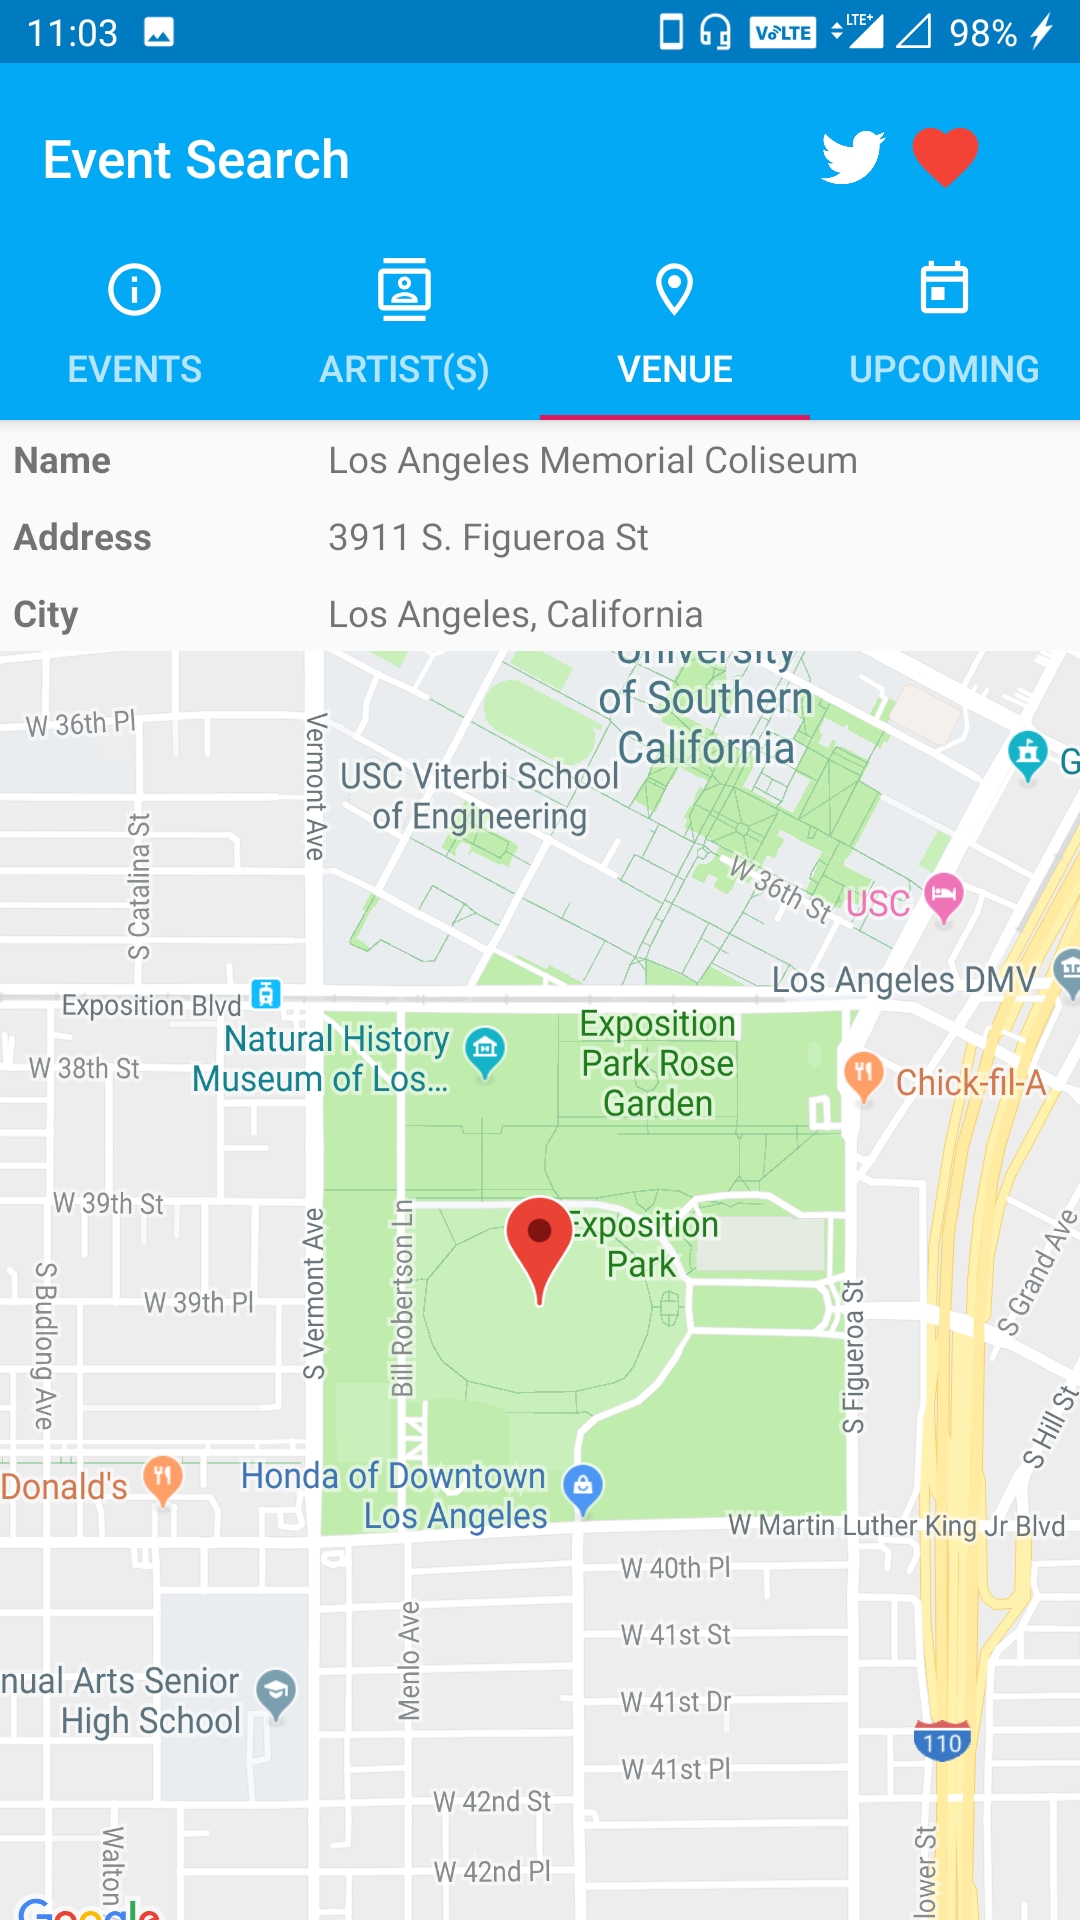 11:03
VoLTE LTE+ 98%
Event Search
EVENTS ARTIST(S) VENUE UPCOMING
Name Los Angeles Memorial Coliseum
Address 3911 S. Figueroa St
City Los Angeles, California
University
of Southern
California
W 36th Pl
Vermont Ave
USC Viterbi School
of Engineering
G
S Catalina St
W 36th St
USC
Los Angeles DMV
Exposition Blvd
Natural History
Museum of Los...
Exposition
Park Rose
Garden
W 38th St
Chick-fil-A
W 39th St
S Vermont Ave
Bill Robertson Ln
Exposition
Park
S Grand Ave
S Budlong Ave
W 39th Pl
S Figueroa St
S Hill St
Donald's
Honda of Downtown
Los Angeles
W Martin Luther King Jr Blvd
W 40th Pl
Menlo Ave
W 41st St
nual Arts Senior
High School
W 41st Dr
110
W 41st Pl
W 42nd St
Walton
lower St
W 42nd Pl
Google